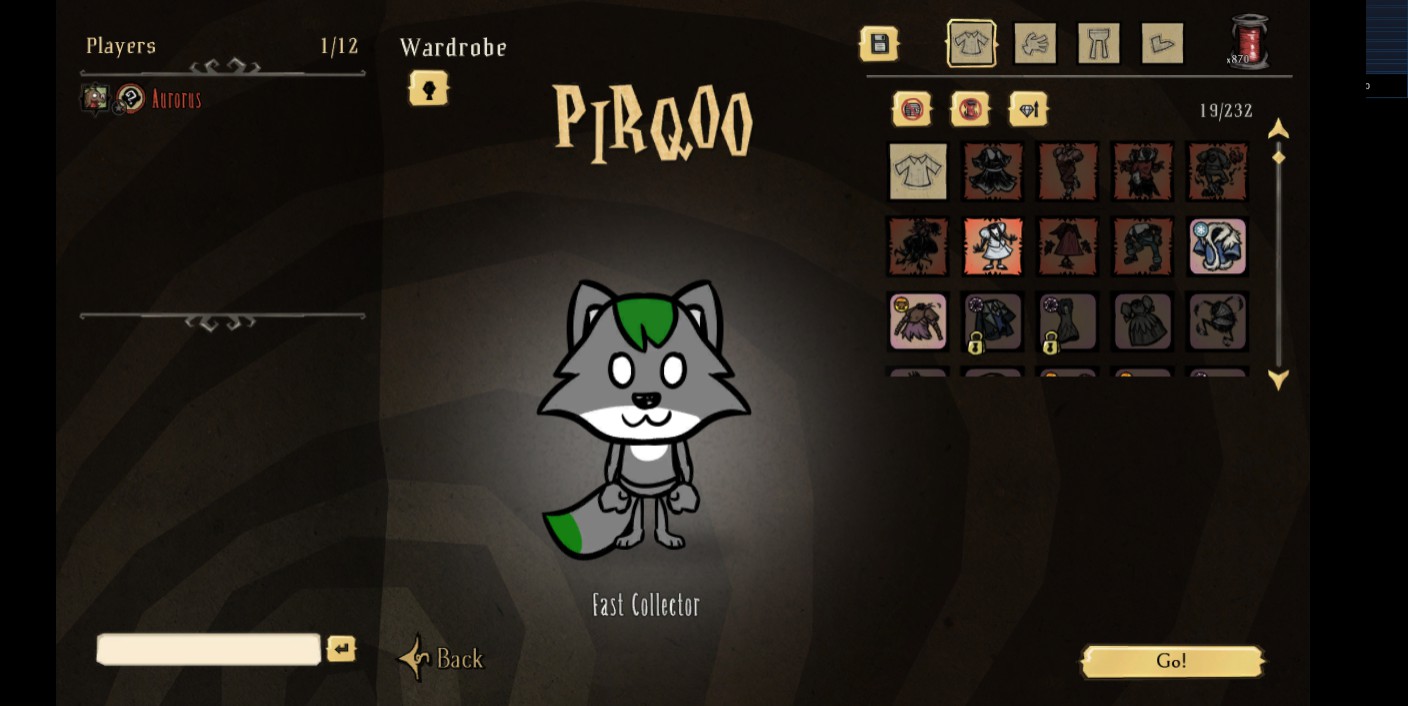 Players 1/12
Aurorus
Wardrobe
PIRQOO
Fast Collector
Back
x870
19/232
Go!